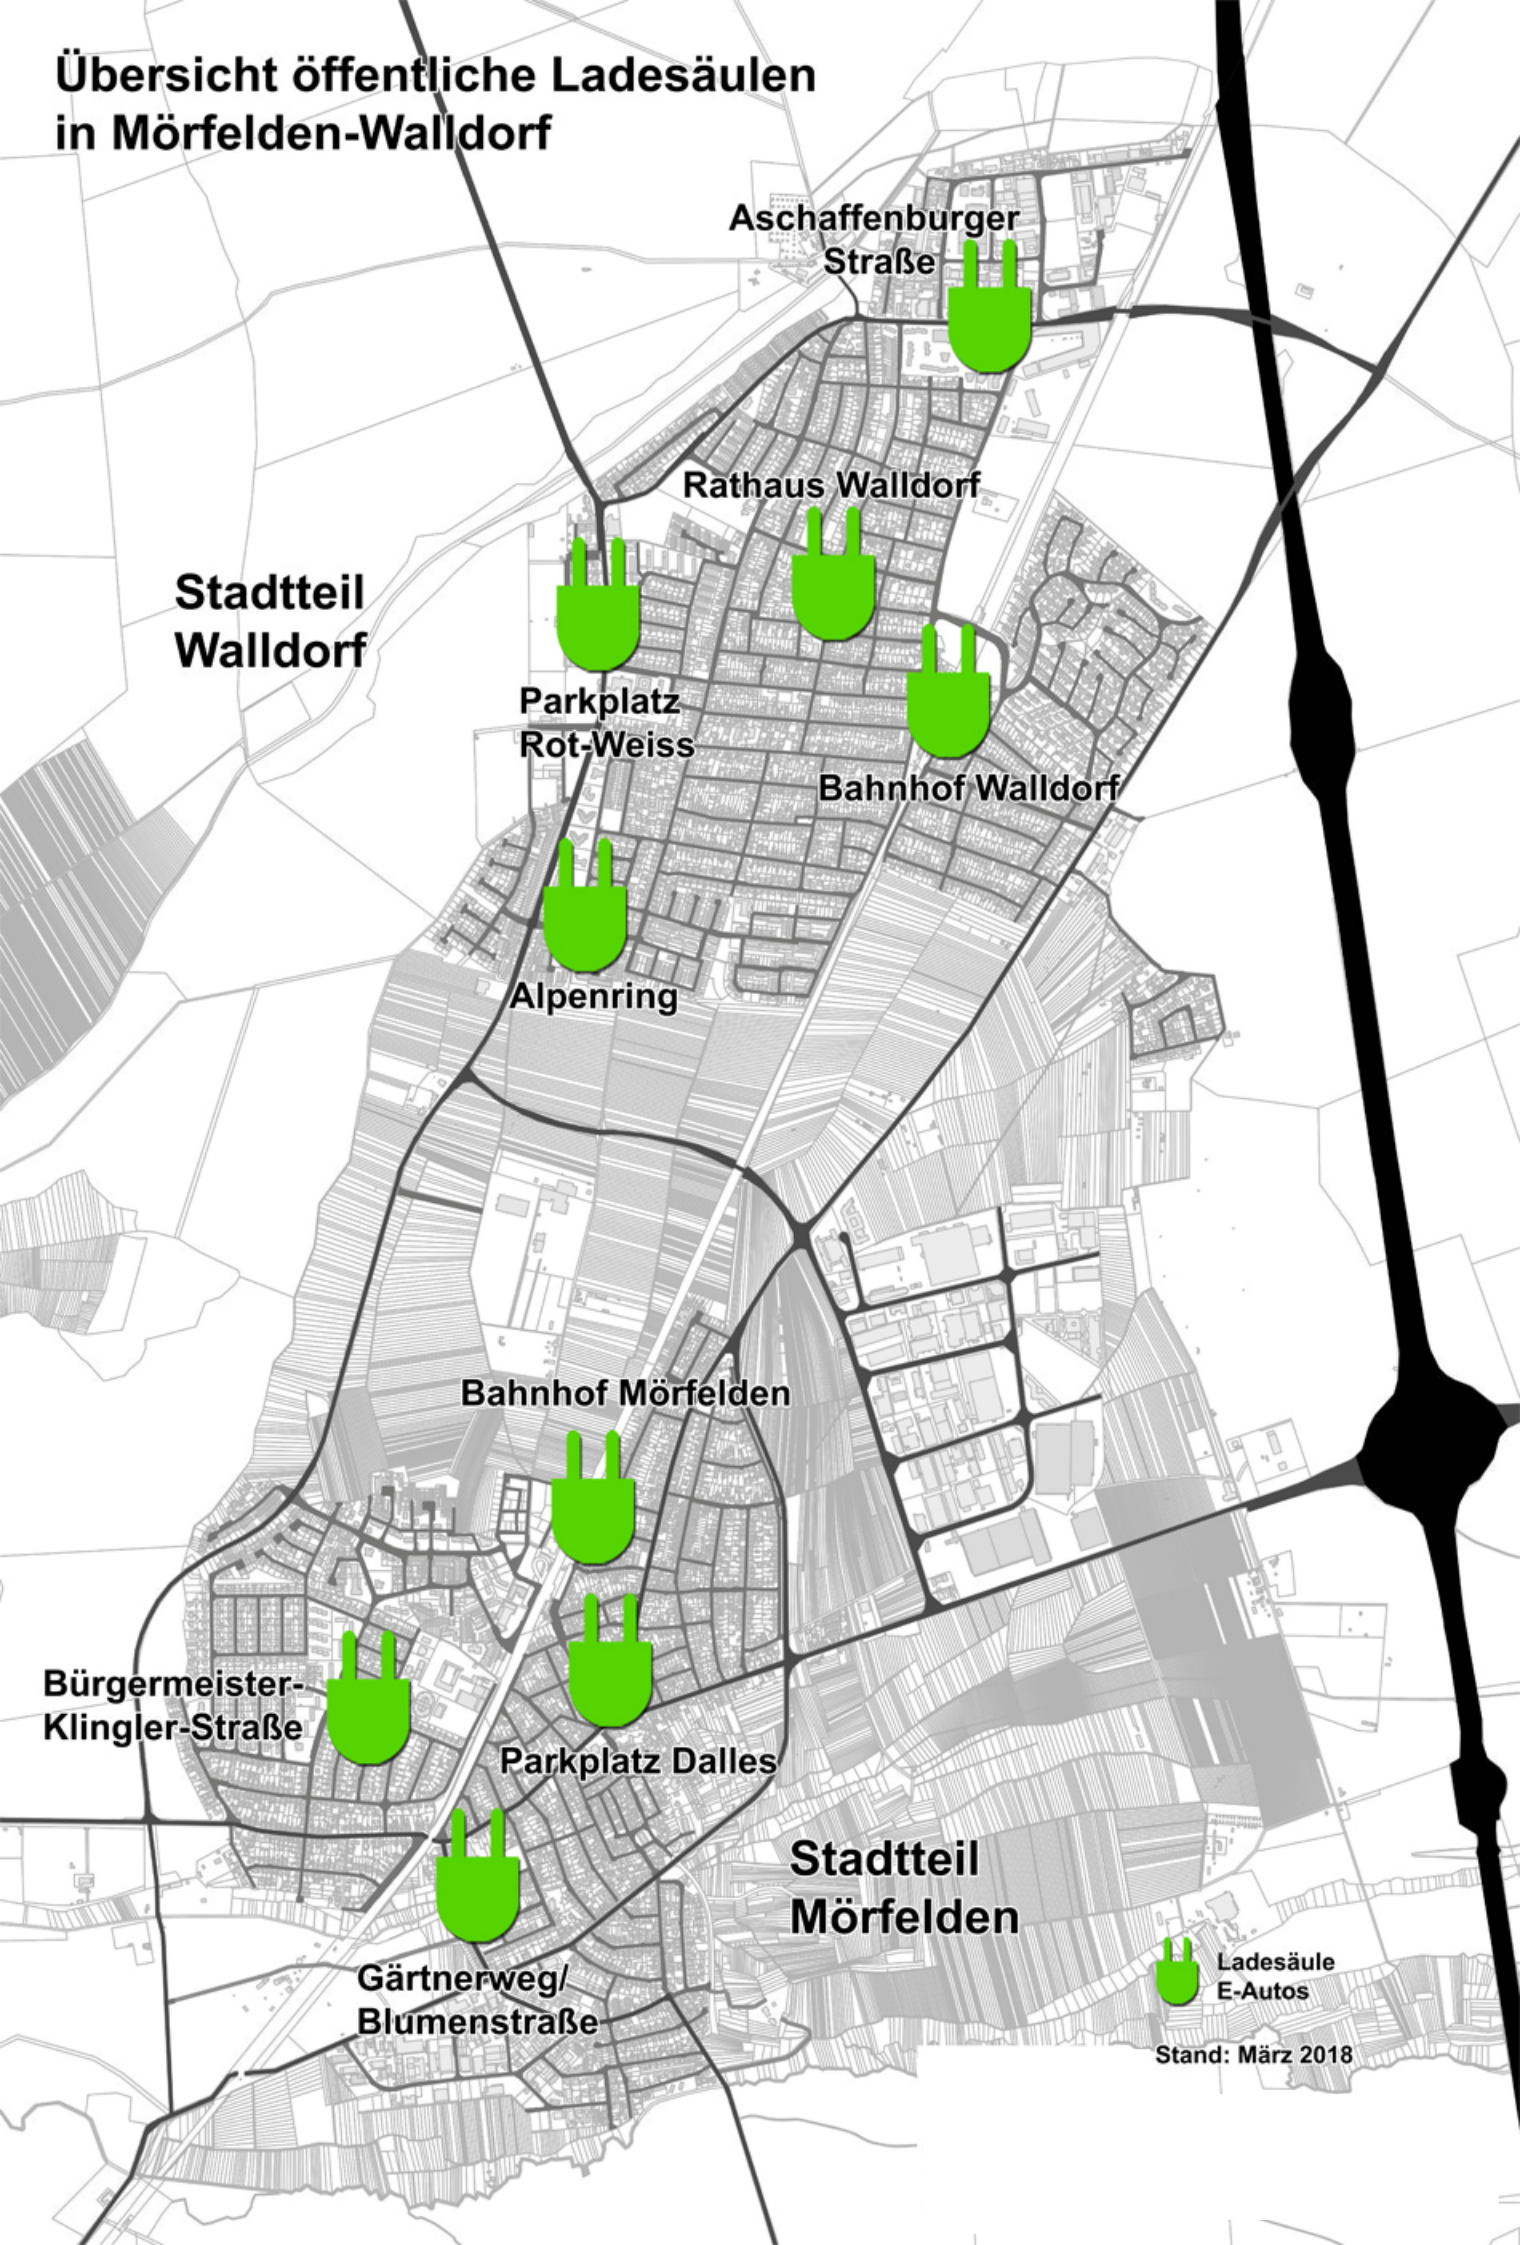 Übersicht öffentliche Ladesäulen
in Mörfelden-Walldorf
Aschaffenburger
Straße
Rathaus Walldorf
Stadtteil
Walldorf
Parkplatz
Rot-Weiss
Bahnhof Walldorf
Alpenring
Bahnhof Mörfelden
Bürgermeister-
Klingler-Straße
Parkplatz Dalles
Stadtteil
Mörfelden
Gärtnerweg/
Blumenstraße
Ladesäule
E-Autos
Stand: März 2018